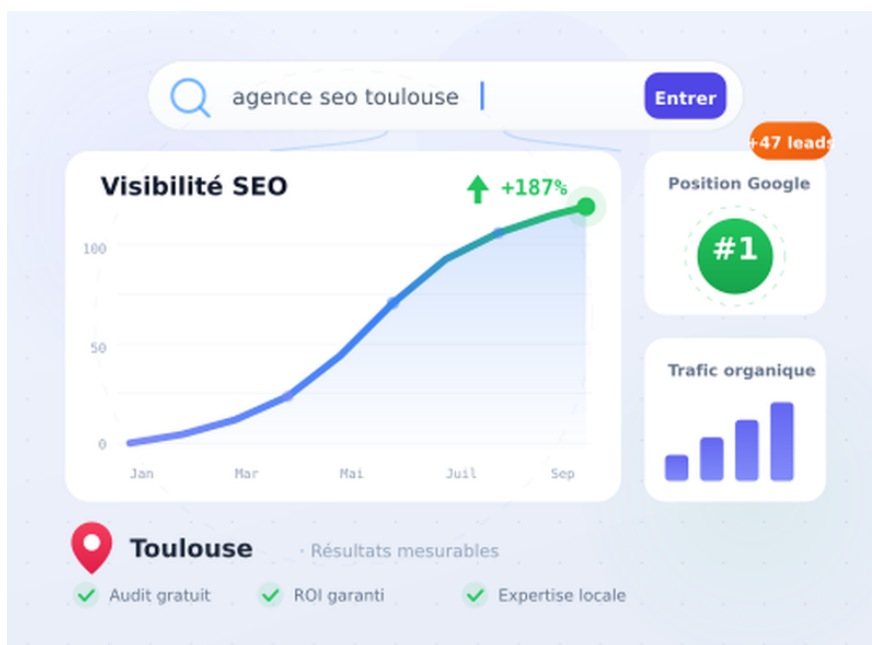 agence seo toulouse
Entrer
+47 leads
Visibilité SEO
+187%
100
50
0
Jan Mar Mai Juil Sep
Position Google
#1
Trafic organique
Toulouse · Résultats mesurables
Audit gratuit ROI garanti Expertise locale